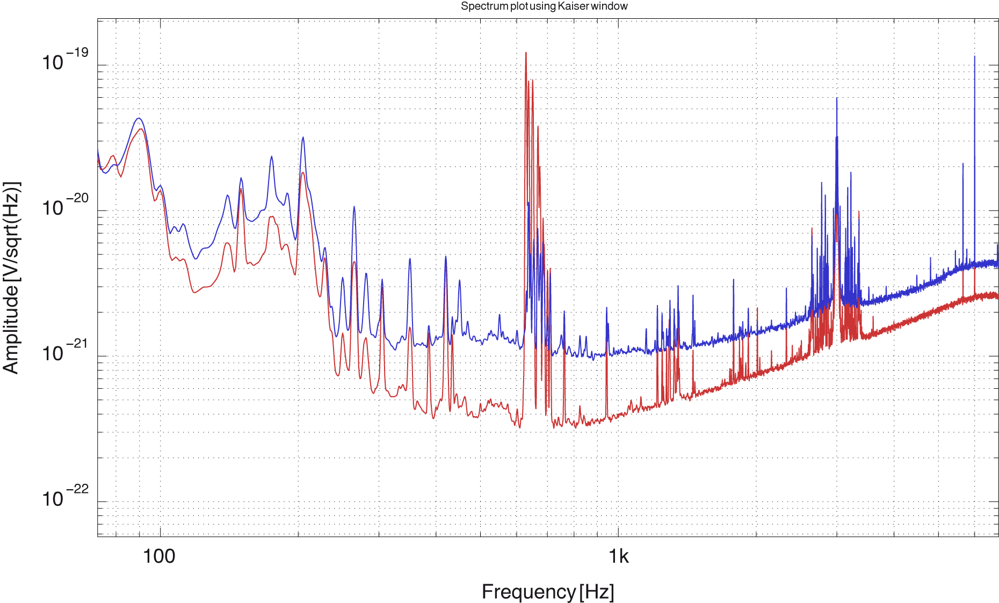 Spectrum plot using Kaiser window
Amplitude [V/sqrt(Hz)]
10−19
10−20
10−21
10−22
100
1k
Frequency [Hz]